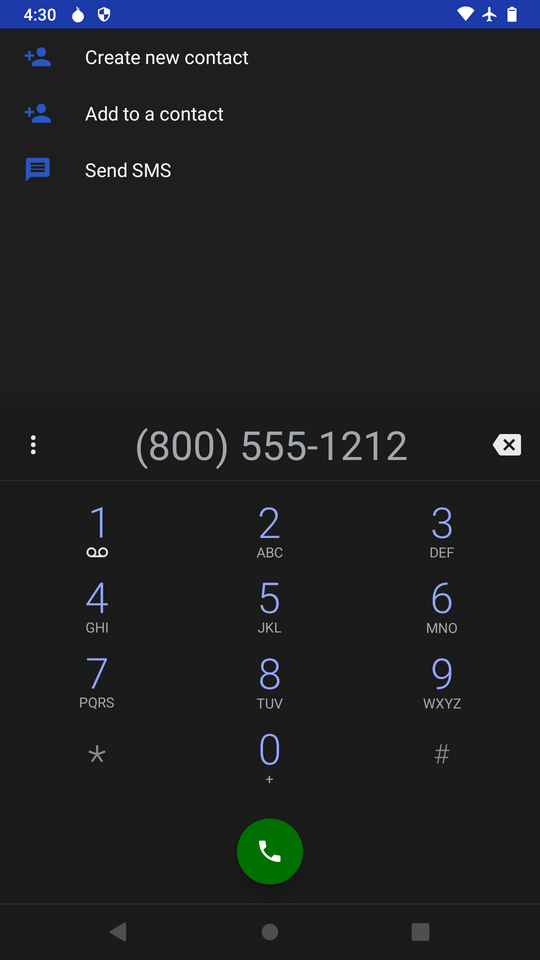 4:30
Create new contact
Add to a contact
Send SMS
(800) 555-1212
1 2 3
ABC DEF
4 5 6
GHI JKL MNO
7 8 9
PQRS TUV WXYZ
* 0 #
+